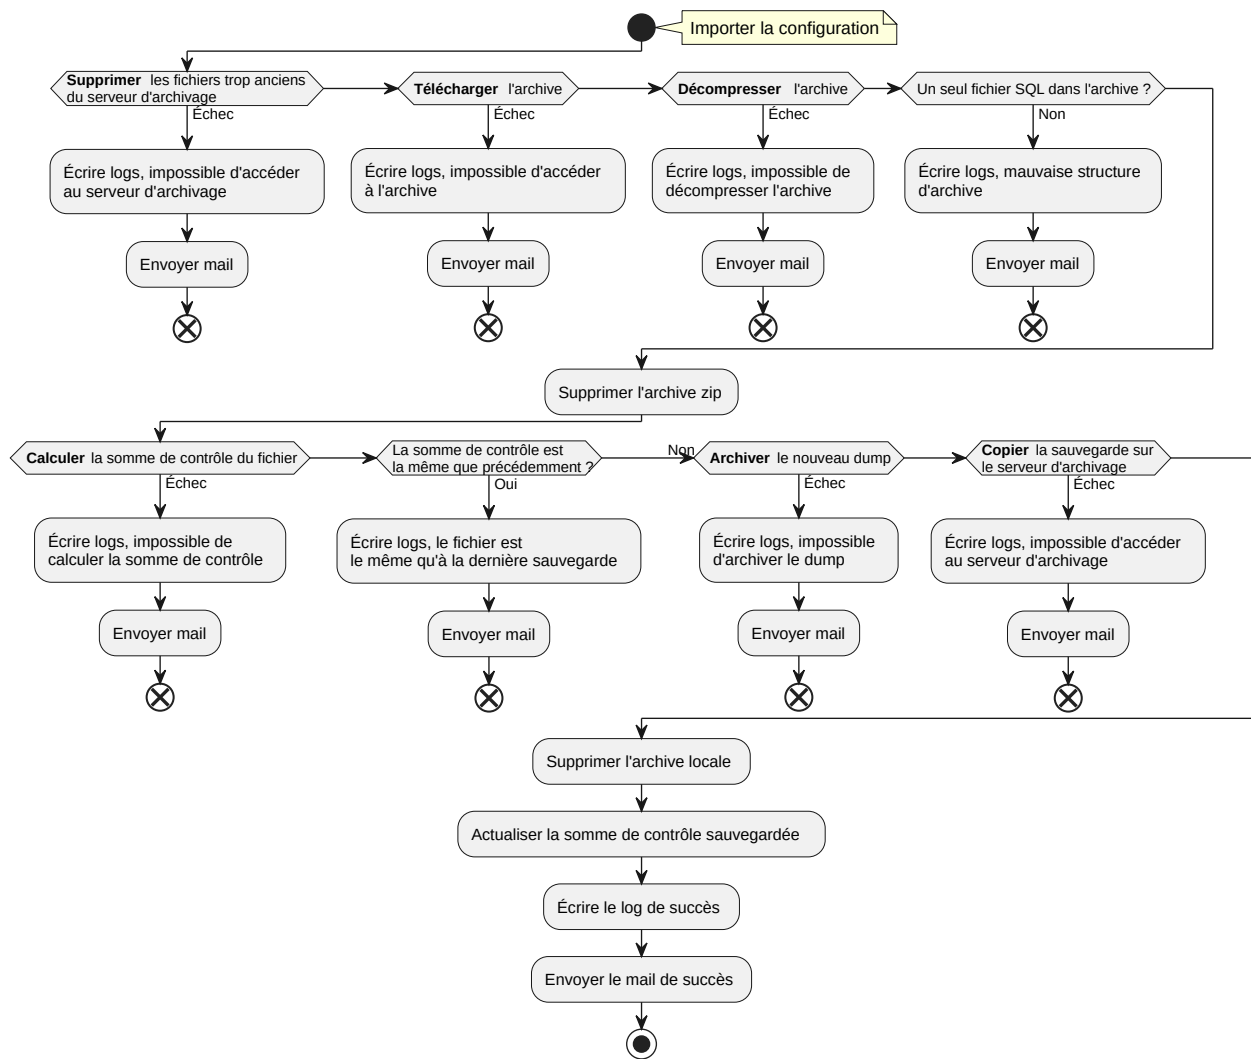 Importer la configuration
Supprimer les fichiers trop anciens
du serveur d'archivage
Télécharger l'archive
Décompresser l'archive
Un seul fichier SQL dans l'archive ?
Échec
Échec
Échec
Non
Écrire logs, impossible d'accéder
au serveur d'archivage
Écrire logs, impossible d'accéder
à l'archive
Écrire logs, impossible de
décompresser l'archive
Écrire logs, mauvaise structure
d'archive
Envoyer mail
Envoyer mail
Envoyer mail
Envoyer mail
Supprimer l'archive zip
Calculer la somme de contrôle du fichier
La somme de contrôle est
la même que précédemment ?
Non
Archiver le nouveau dump
Copier la sauvegarde sur
le serveur d'archivage
Échec
Oui
Échec
Échec
Écrire logs, impossible de
calculer la somme de contrôle
Écrire logs, le fichier est
le même qu'à la dernière sauvegarde
Écrire logs, impossible
d'archiver le dump
Écrire logs, impossible d'accéder
au serveur d'archivage
Envoyer mail
Envoyer mail
Envoyer mail
Envoyer mail
Supprimer l'archive locale
Actualiser la somme de contrôle sauvegardée
Écrire le log de succès
Envoyer le mail de succès